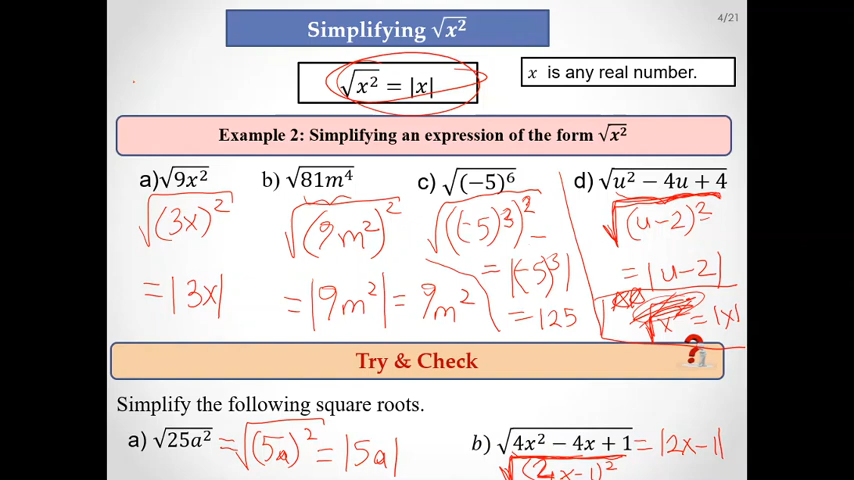 4/21
Simplifying √x²
√x² = |x|
x is any real number.
Example 2: Simplifying an expression of the form √x²
a)√9x² b) √81m⁴ c) √(−5)⁶ d) √u² − 4u + 4
√(3x)² √(9m²)² √((-5)³)² √(u-2)²
= |3x| = |9m²| = 9m² = |(-5)³| = |u-2|
= 125 = |x|
Try & Check
Simplify the following square roots.
a) √25a² = √(5a)² = |5a| b) √4x² − 4x + 1 = |2x-1|
√(2x-1)²